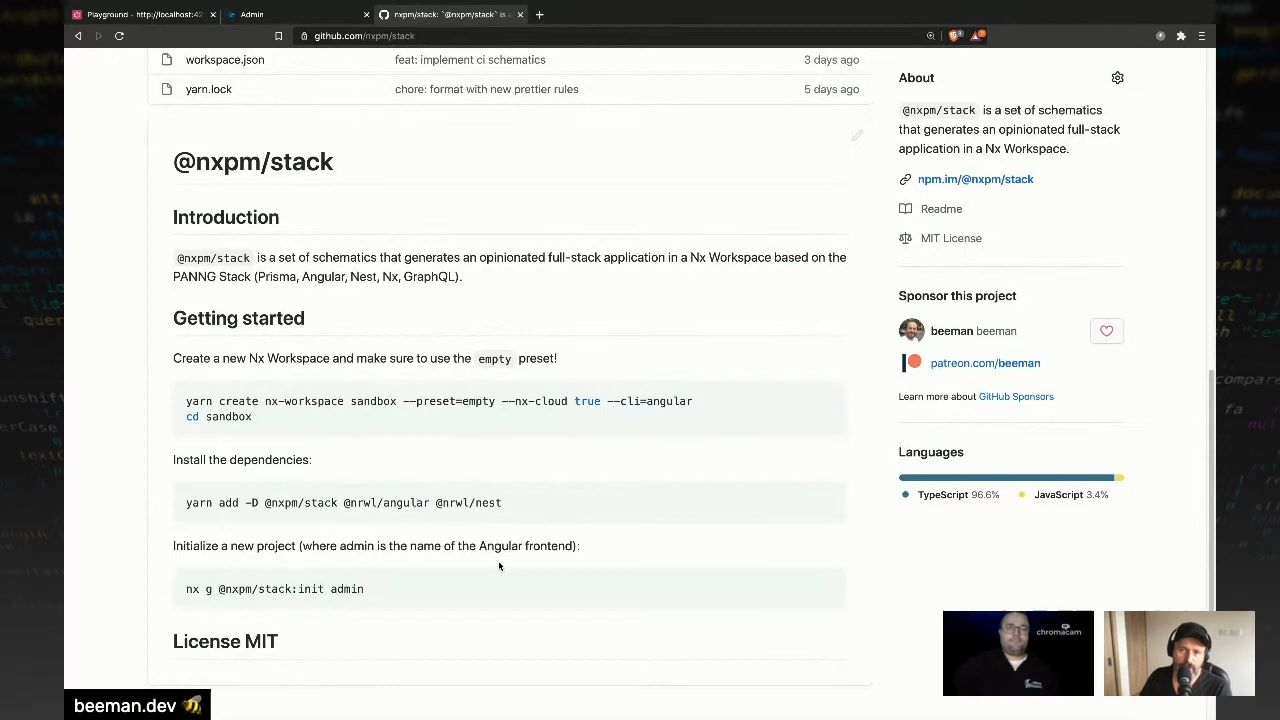 Playground - http://localhost:42
Admin
nxpm/stack: `@nxpm/stack` is
github.com/nxpm/stack
workspace.json
feat: implement ci schematics
3 days ago
yarn.lock
chore: format with new prettier rules
5 days ago
@nxpm/stack
Introduction
@nxpm/stack is a set of schematics that generates an opinionated full-stack application in a Nx Workspace based on the
PANNG Stack (Prisma, Angular, Nest, Nx, GraphQL).
Getting started
Create a new Nx Workspace and make sure to use the empty preset!
yarn create nx-workspace sandbox --preset=empty --nx-cloud true --cli=angular
cd sandbox
Install the dependencies:
yarn add -D @nxpm/stack @nrwl/angular @nrwl/nest
Initialize a new project (where admin is the name of the Angular frontend):
nx g @nxpm/stack:init admin
License MIT
About
@nxpm/stack is a set of schematics
that generates an opinionated full-stack
application in a Nx Workspace.
npm.im/@nxpm/stack
Readme
MIT License
Sponsor this project
beeman beeman
patreon.com/beeman
Learn more about GitHub Sponsors
Languages
TypeScript 96.6%
JavaScript 3.4%
chromacam
beeman.dev